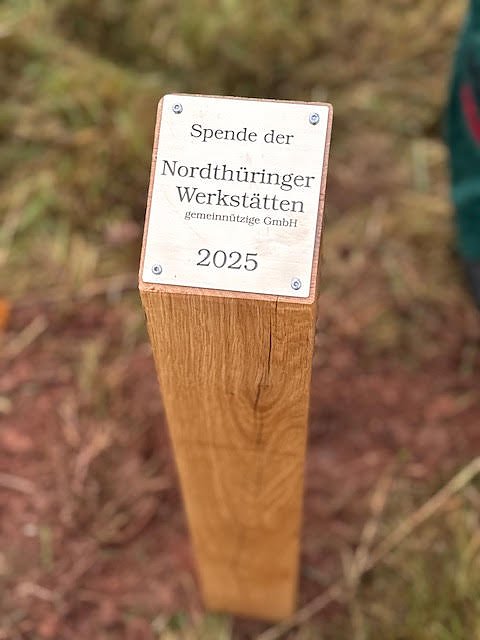 Spende der
Nordthüringer
Werkstätten
gemeinnützige GmbH
2025